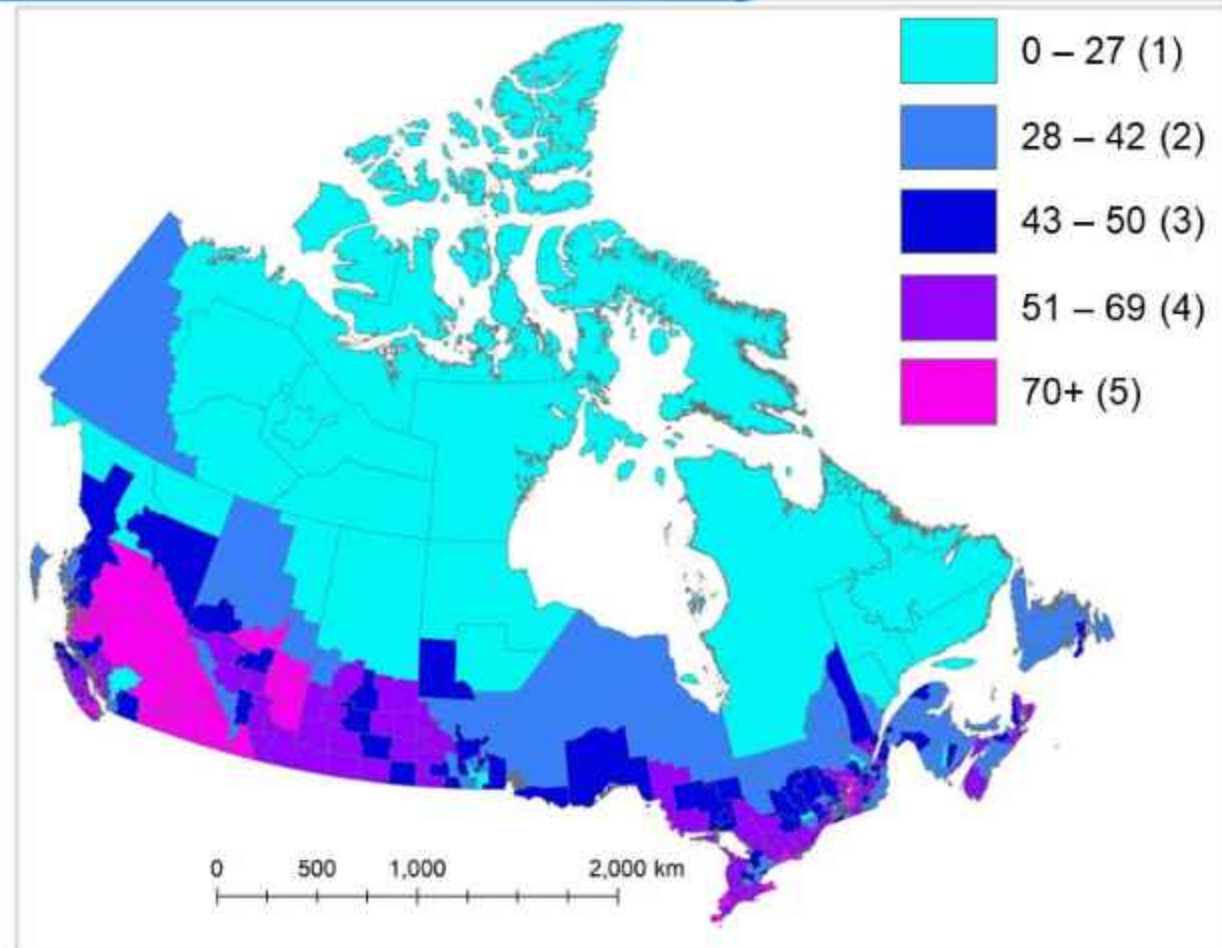 0 – 27 (1)
28 – 42 (2)
43 – 50 (3)
51 – 69 (4)
70+ (5)
0 500 1,000 2,000 km